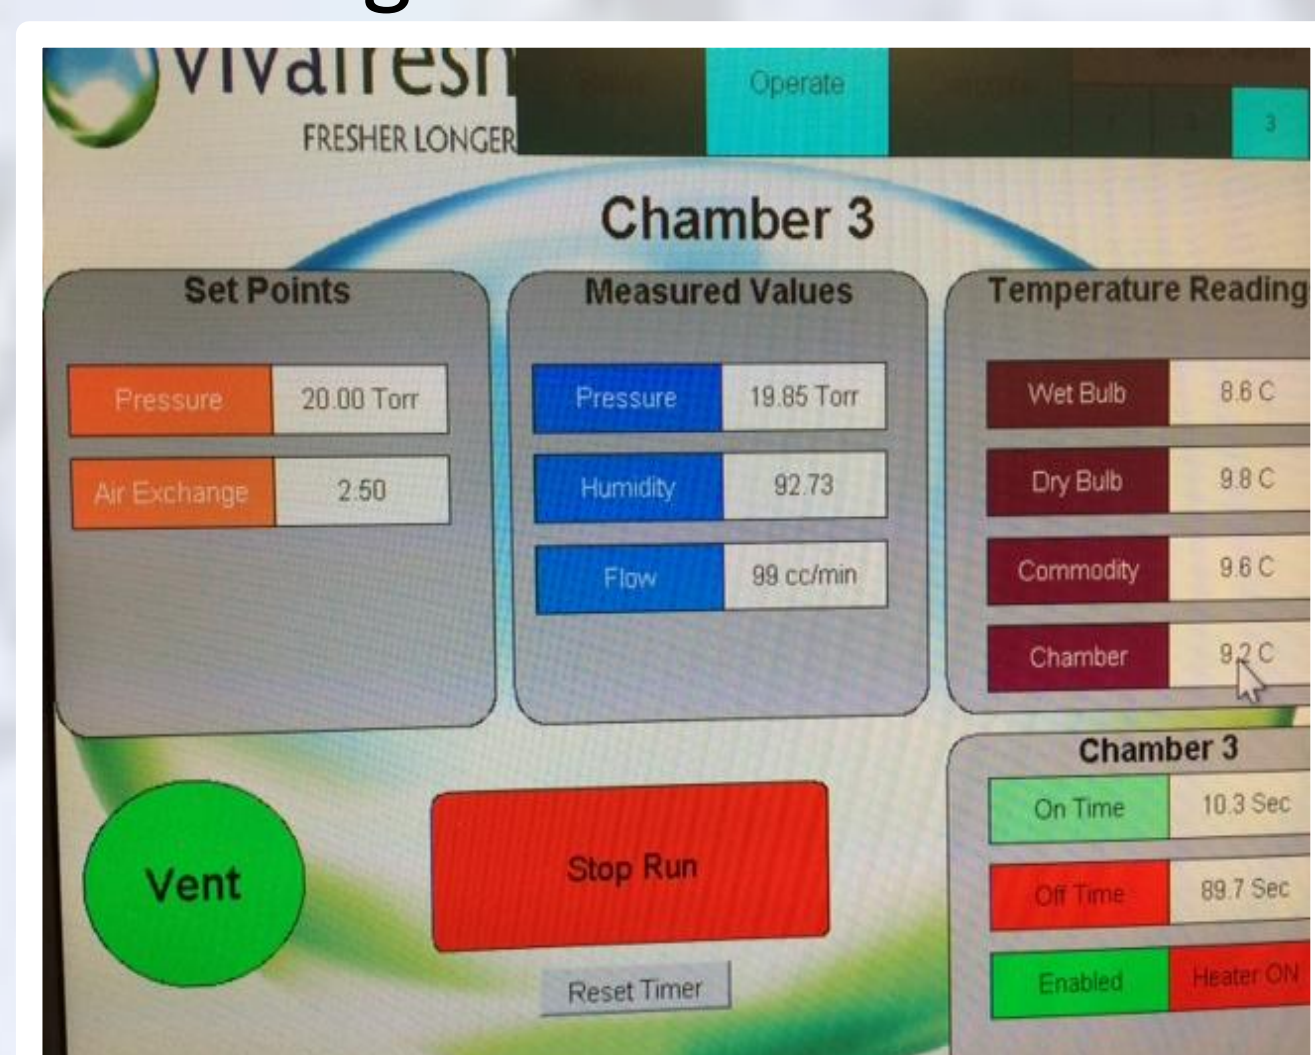 vivafresh
FRESHER LONGER
Operate
3
Chamber 3
Set Points
Pressure 20.00 Torr
Air Exchange 2.50
Measured Values
Pressure 19.85 Torr
Humidity 92.73
Flow 99 cc/min
Temperature Reading
Wet Bulb 8.6 C
Dry Bulb 9.8 C
Commodity 9.6 C
Chamber 9.2 C
Vent
Stop Run
Reset Timer
Chamber 3
On Time 10.3 Sec
Off Time 89.7 Sec
Enabled Heater ON